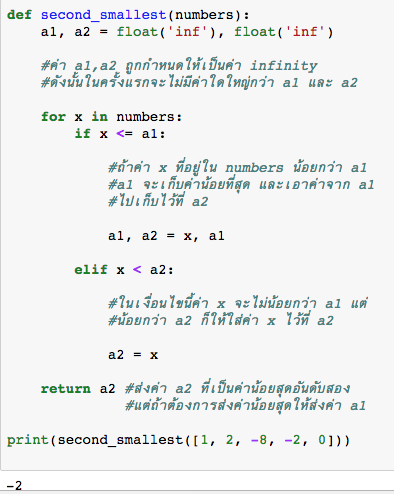 def second_smallest(numbers):
    a1, a2 = float('inf'), float('inf')
    #ค่า a1,a2 ถูกกำหนดให้เป็นค่า infinity
    #ดังนั้นในครั้งแรกจะไม่มีค่าใดใหญ่กว่า a1 และ a2
    for x in numbers:
        if x <= a1:
            #ถ้าค่า x ที่อยู่ใน numbers น้อยกว่า a1
            #a1 จะเก็บค่าน้อยที่สุด และเอาค่าจาก a1
            #ไปเก็บไว้ที่ a2
            a1, a2 = x, a1
        elif x < a2:
            #ในเงื่อนไขนี้ค่า x จะไม่น้อยกว่า a1 แต่
            #น้อยกว่า a2 ก็ให้ใส่ค่า x ไว้ที่ a2
            a2 = x
    return a2 #ส่งค่า a2 ที่เป็นค่าน้อยสุดอันดับสอง
              #แต่ถ้าต้องการส่งค่าน้อยสุดให้ส่งค่า a1
print(second_smallest([1, 2, -8, -2, 0]))
-2